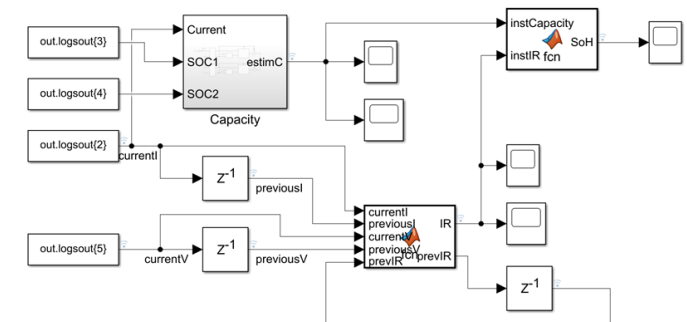 out.logsout{3}
out.logsout{4}
out.logsout{2}
out.logsout{5}
Current
SOC1
SOC2
estimC
Capacity
instCapacity
instIR
fcn
SoH
currentI
Z-1
previousI
currentV
Z-1
previousV
currentI
previousI
currentV
previousV
prevIR
fcn
IR
prevIR
Z-1